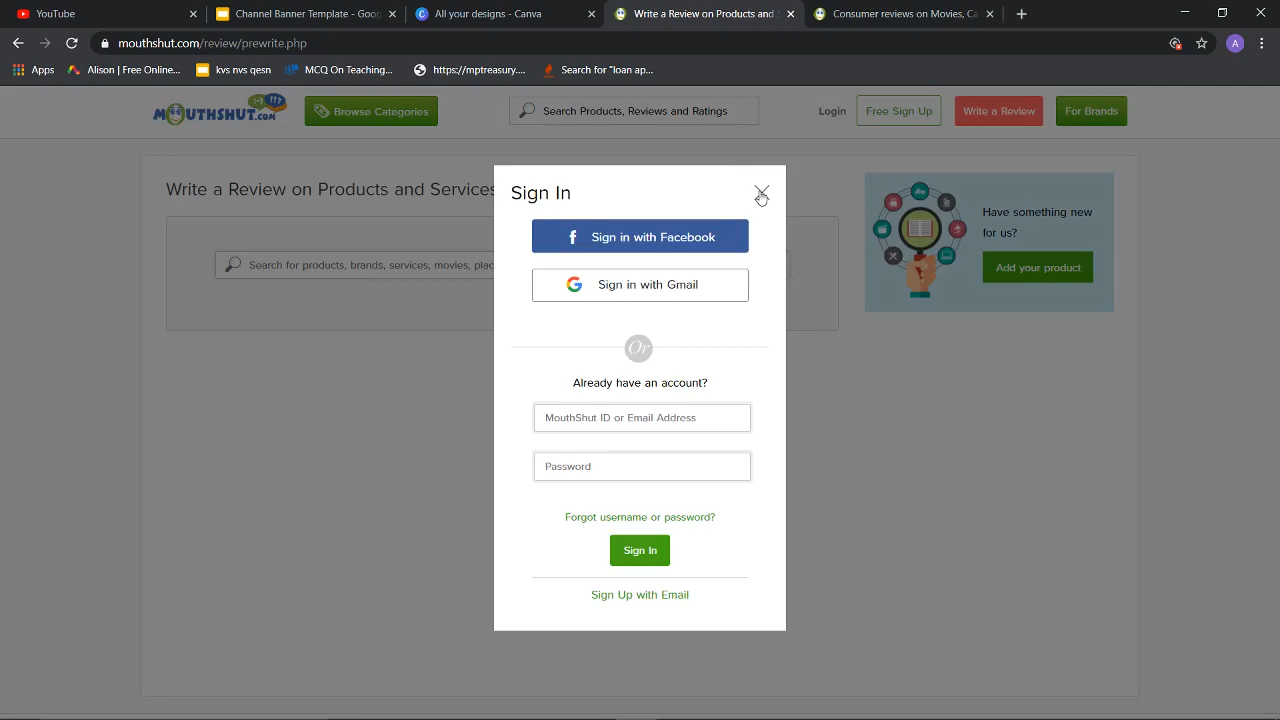 YouTube
Channel Banner Template - Goog
All your designs - Canva
Write a Review on Products and S
Consumer reviews on Movies, Ca
mouthshut.com/review/prewrite.php
A
Apps
Alison | Free Online...
kvs nvs qesn
MCQ On Teaching...
https://mptreasury....
Search for "loan ap...
MOUTHSHUT.COM
Browse Categories
Search Products, Reviews and Ratings
Login
Free Sign Up
Write a Review
For Brands
Write a Review on Products and Services
Search for products, brands, services, movies, plac
Have something new
for us?
Add your product
Sign In
Sign in with Facebook
Sign in with Gmail
Or
Already have an account?
MouthShut ID or Email Address
Password
Forgot username or password?
Sign In
Sign Up with Email